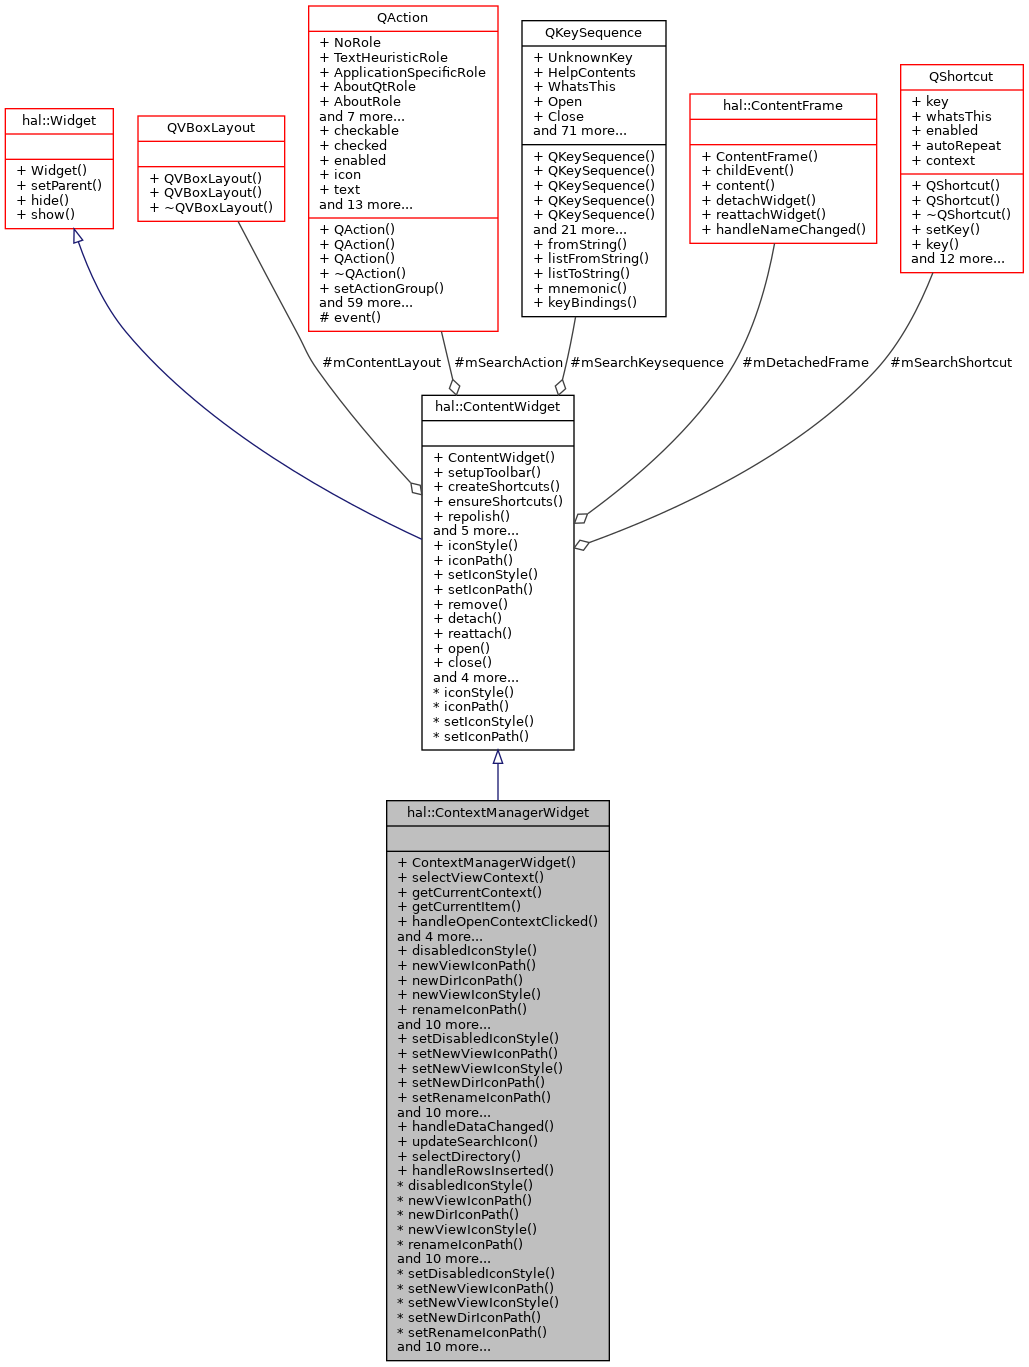 QAction
+ NoRole
+ TextHeuristicRole
+ ApplicationSpecificRole
+ AboutQtRole
+ AboutRole
and 7 more...
+ checkable
+ checked
+ enabled
+ icon
+ text
and 13 more...
+ QAction()
+ QAction()
+ QAction()
+ ~QAction()
+ setActionGroup()
and 59 more...
# event()
QKeySequence
+ UnknownKey
+ HelpContents
+ WhatsThis
+ Open
+ Close
and 71 more...
+ QKeySequence()
+ QKeySequence()
+ QKeySequence()
+ QKeySequence()
+ QKeySequence()
and 21 more...
+ fromString()
+ listFromString()
+ listToString()
+ mnemonic()
+ keyBindings()
QShortcut
+ key
+ whatsThis
+ enabled
+ autoRepeat
+ context
+ QShortcut()
+ QShortcut()
+ ~QShortcut()
+ setKey()
+ key()
and 12 more...
hal::ContentFrame
+ ContentFrame()
+ childEvent()
+ content()
+ detachWidget()
+ reattachWidget()
+ handleNameChanged()
hal::Widget
+ Widget()
+ setParent()
+ hide()
+ show()
QVBoxLayout
+ QVBoxLayout()
+ QVBoxLayout()
+ ~QVBoxLayout()
#mContentLayout
#mSearchAction
#mSearchKeysequence
#mDetachedFrame
#mSearchShortcut
hal::ContentWidget
+ ContentWidget()
+ setupToolbar()
+ createShortcuts()
+ ensureShortcuts()
+ repolish()
and 5 more...
+ iconStyle()
+ iconPath()
+ setIconStyle()
+ setIconPath()
+ remove()
+ detach()
+ reattach()
+ open()
+ close()
and 4 more...
* iconStyle()
* iconPath()
* setIconStyle()
* setIconPath()
hal::ContextManagerWidget
+ ContextManagerWidget()
+ selectViewContext()
+ getCurrentContext()
+ getCurrentItem()
+ handleOpenContextClicked()
and 4 more...
+ disabledIconStyle()
+ newViewIconPath()
+ newDirIconPath()
+ newViewIconStyle()
+ renameIconPath()
and 10 more...
+ setDisabledIconStyle()
+ setNewViewIconPath()
+ setNewViewIconStyle()
+ setNewDirIconPath()
+ setRenameIconPath()
and 10 more...
+ handleDataChanged()
+ updateSearchIcon()
+ selectDirectory()
+ handleRowsInserted()
* disabledIconStyle()
* newViewIconPath()
* newDirIconPath()
* newViewIconStyle()
* renameIconPath()
and 10 more...
* setDisabledIconStyle()
* setNewViewIconPath()
* setNewViewIconStyle()
* setNewDirIconPath()
* setRenameIconPath()
and 10 more...